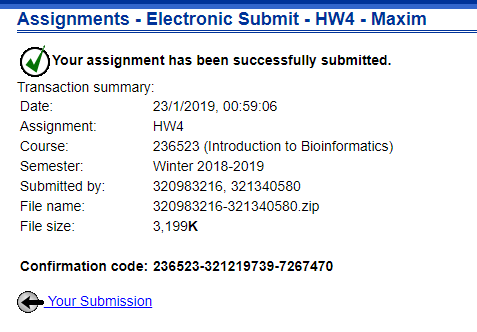 Assignments - Electronic Submit - HW4 - Maxim
Your assignment has been successfully submitted.
Transaction summary:
Date: 23/1/2019, 00:59:06
Assignment: HW4
Course: 236523 (Introduction to Bioinformatics)
Semester: Winter 2018-2019
Submitted by: 320983216, 321340580
File name: 320983216-321340580.zip
File size: 3,199K
Confirmation code: 236523-321219739-7267470
Your Submission